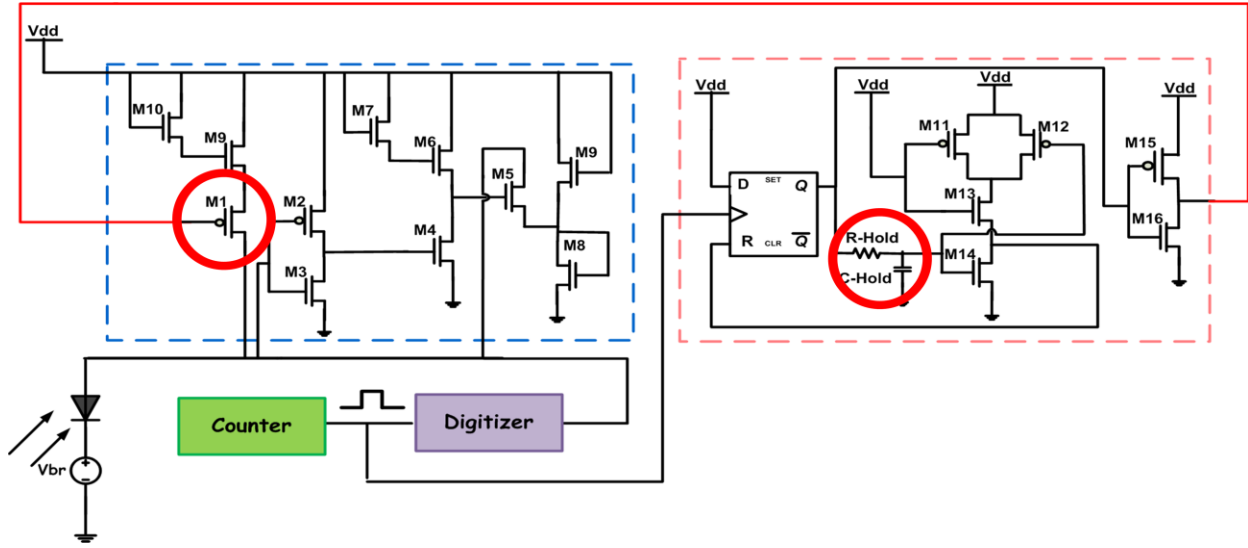 Vdd
M10
M9
M1
M2
M3
M7
M6
M4
M5
M9
M8
Vbr
Counter
Digitizer
Vdd
D SET Q
R CLR Q̅
Vdd
Vdd
M11
M12
M13
R-Hold
C-Hold
M14
Vdd
M15
M16